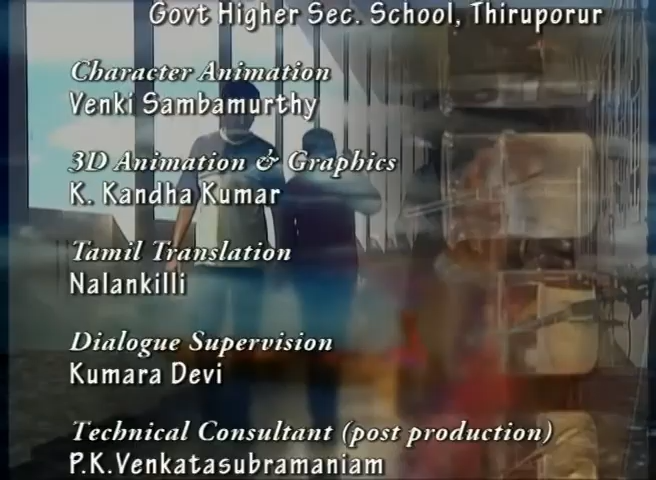 Govt Higher Sec. School, Thiruporur
Character Animation
Venki Sambamurthy
3D Animation & Graphics
K. Kandha Kumar
Tamil Translation
Nalankilli
Dialogue Supervision
Kumara Devi
Technical Consultant (post production)
P.K.Venkatasubramaniam